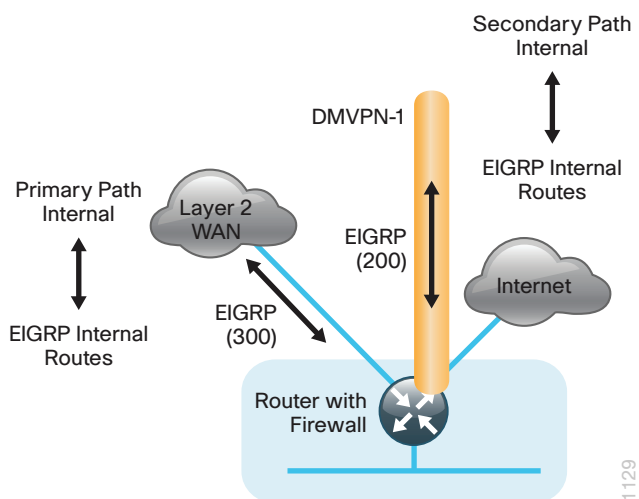 Secondary Path
Internal
DMVPN-1
EIGRP Internal
Routes
Primary Path
Internal
Layer 2
WAN
EIGRP
(200)
Internet
EIGRP Internal
Routes
EIGRP
(300)
Router with
Firewall
1129